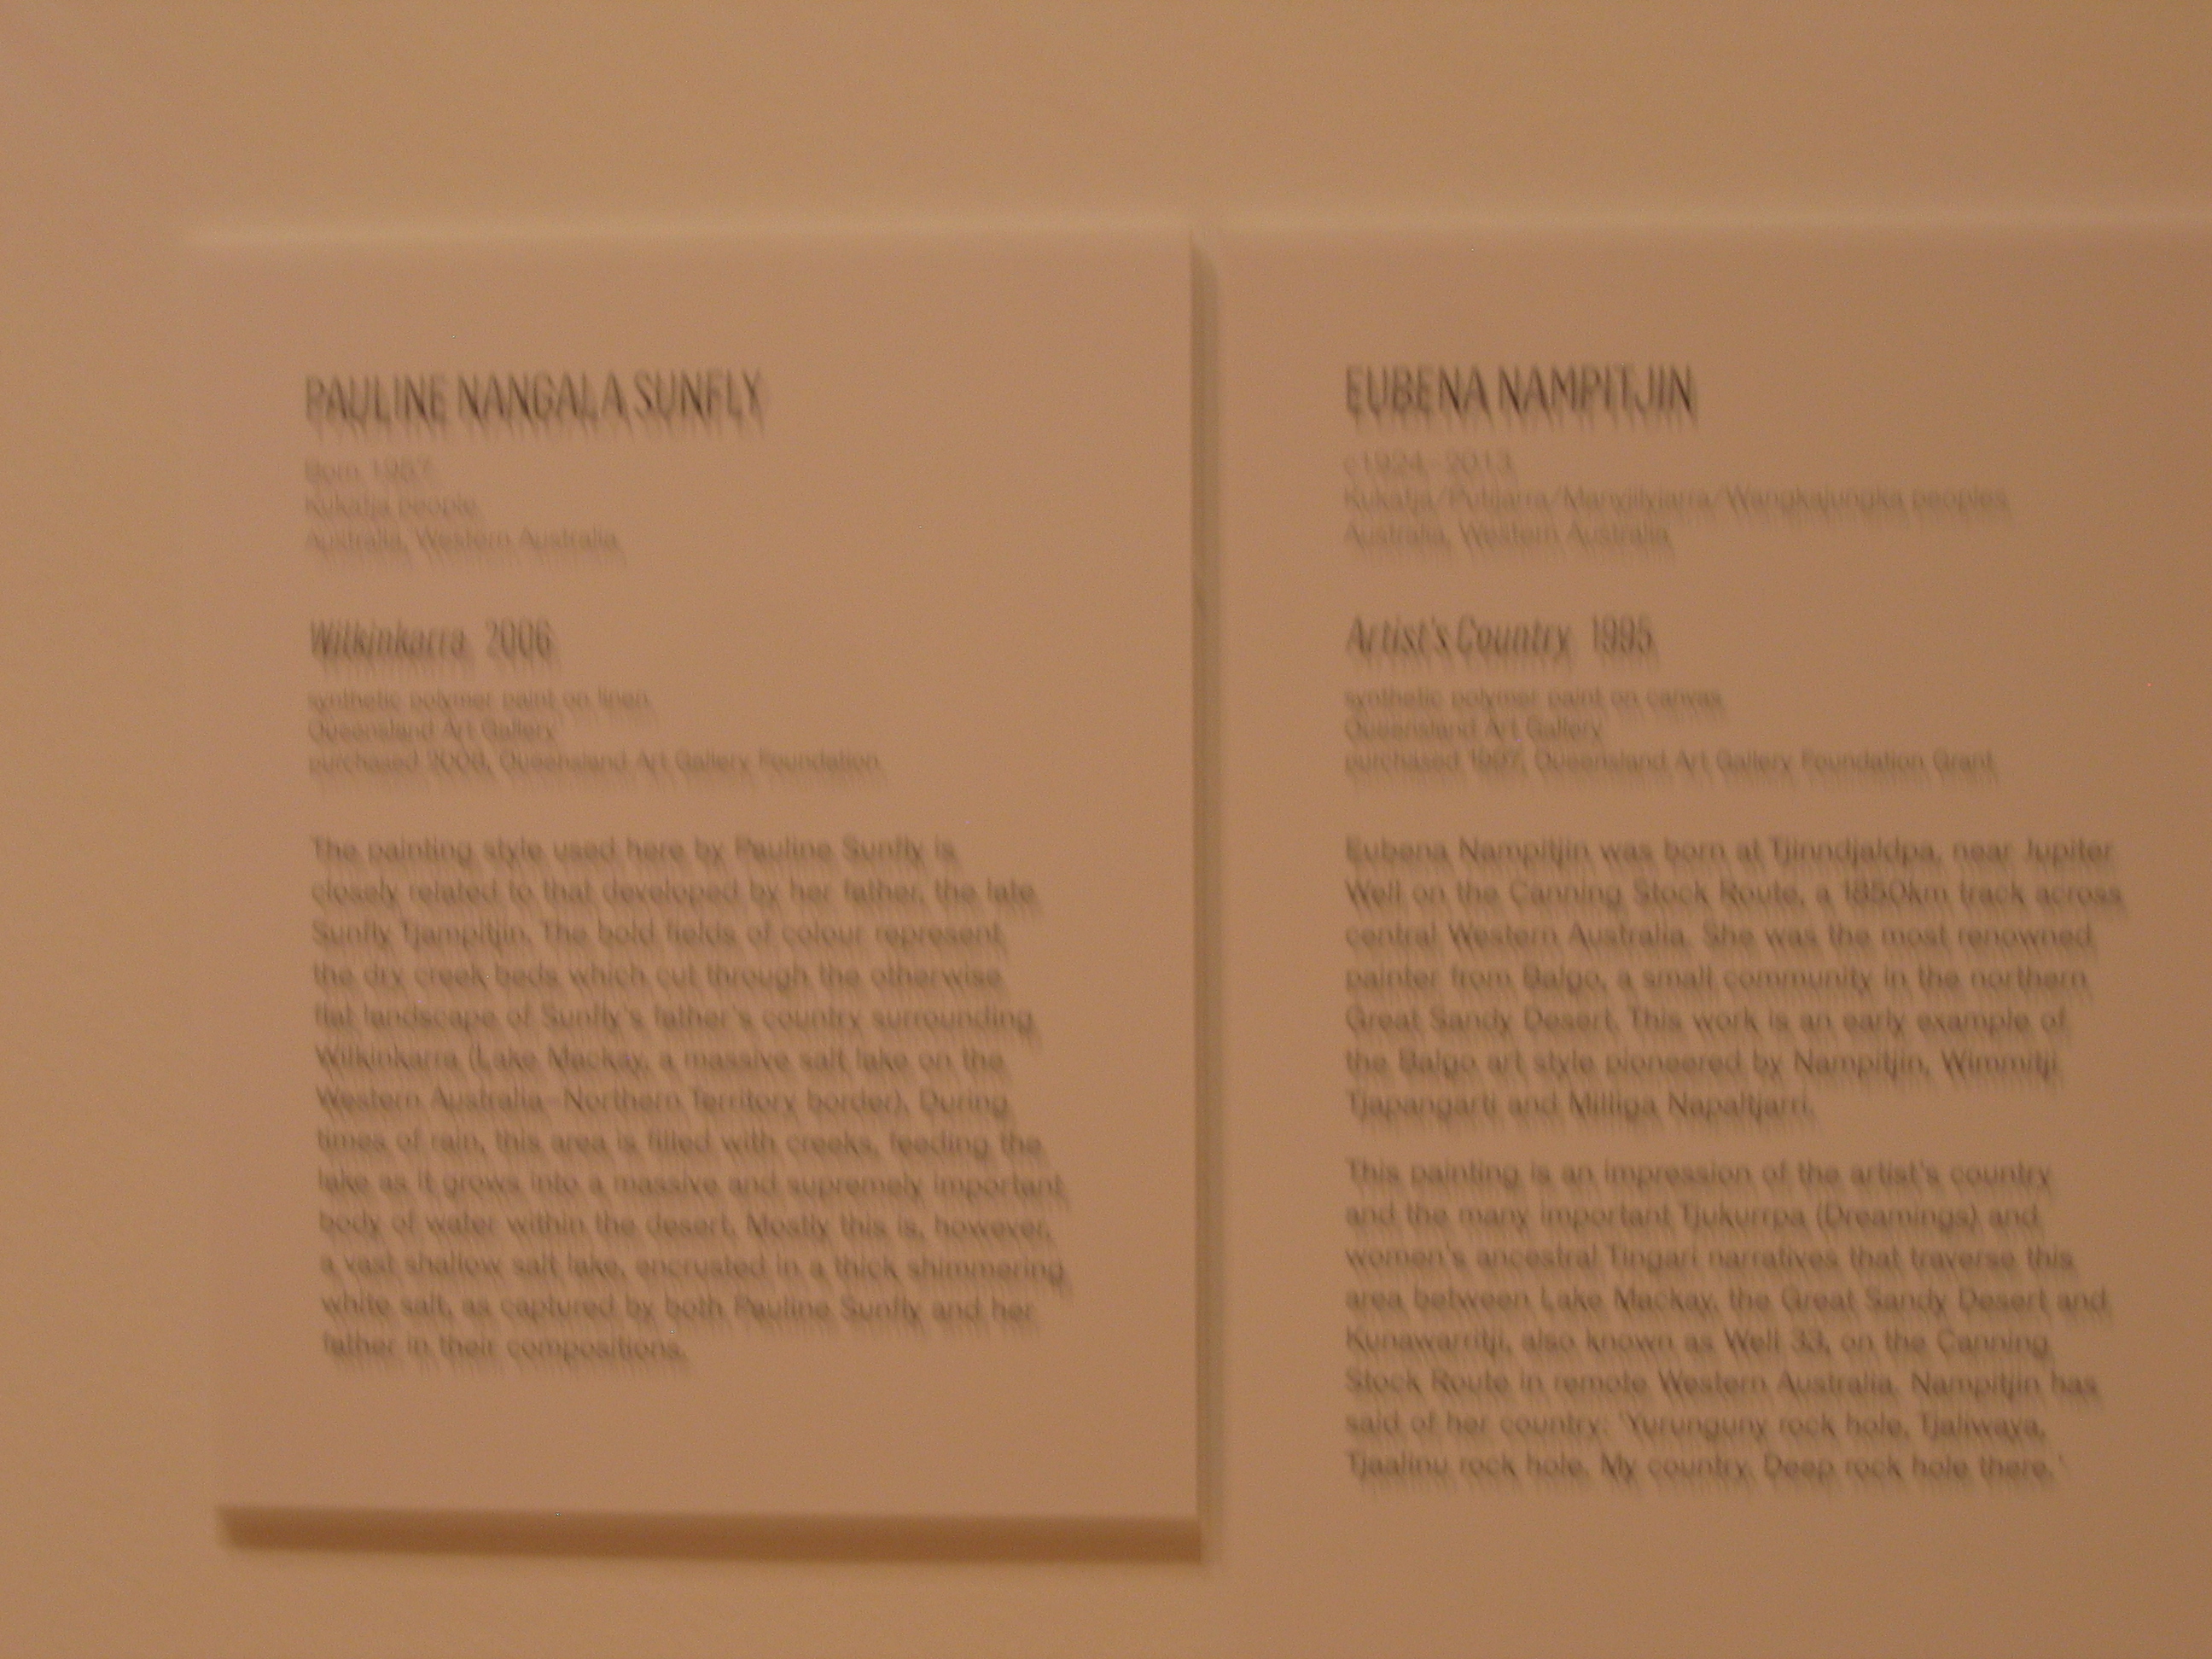 PAULINE NANGALA SUNFLY
Born 1957
Kukatja people
Australia, Western Australia
Wilkinkarra 2006
synthetic polymer paint on linen
Queensland Art Gallery
purchased 2008, Queensland Art Gallery Foundation
The painting style used here by Pauline Sunfly is
closely related to that developed by her father, the late
Sunfly Tjampitjin. The bold fields of colour represent
the dry creek beds which cut through the otherwise
flat landscape of Sunfly's father's country surrounding
Wilkinkarra (Lake Mackay, a massive salt lake on the
Western Australia–Northern Territory border). During
times of rain, this area is filled with creeks, feeding the
lake as it grows into a massive and supremely important
body of water within the desert. Mostly this is, however,
a vast shallow salt lake, encrusted in a thick shimmering
white salt, as captured by both Pauline Sunfly and her
father in their compositions.
EUBENA NAMPITJIN
c1924–2013
Kukatja/Putijarra/Manyillyjarra/Wangkajungka peoples
Australia, Western Australia
Artist's Country 1995
synthetic polymer paint on canvas
Queensland Art Gallery
purchased 1997, Queensland Art Gallery Foundation Grant
Eubena Nampitjin was born at Tjinndjaldpa, near Jupiter
Well on the Canning Stock Route, a 1850km track across
central Western Australia. She was the most renowned
painter from Balgo, a small community in the northern
Great Sandy Desert. This work is an early example of
the Balgo art style pioneered by Nampitjin, Wimmitji
Tjapangarti and Milliga Napaltjarri.
This painting is an impression of the artist's country
and the many important Tjukurrpa (Dreamings) and
women's ancestral Tingari narratives that traverse this
area between Lake Mackay, the Great Sandy Desert and
Kunawarritji, also known as Well 33, on the Canning
Stock Route in remote Western Australia. Nampitjin has
said of her country: 'Yurunguny rock hole, Tjaliwaya,
Tjaalinu rock hole. My country. Deep rock hole there.'